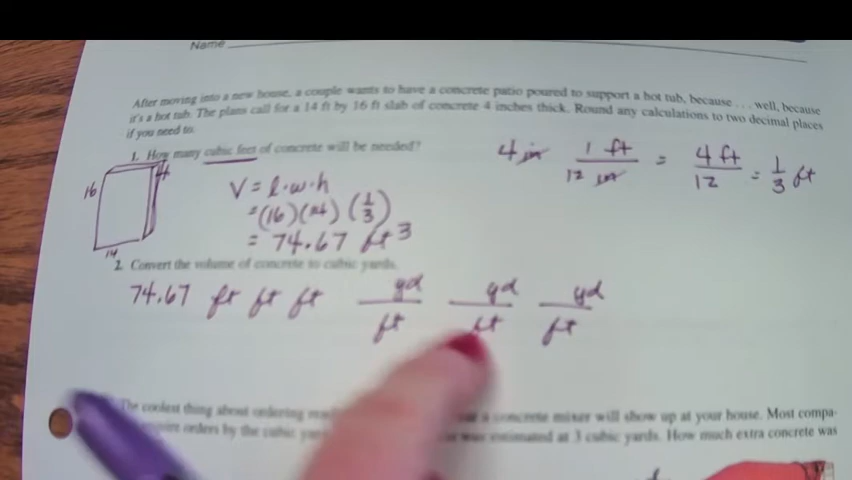 Name
After moving into a new house, a couple wants to have a concrete patio poured to support a hot tub, because . . . well, because
it's a hot tub. The plans call for a 14 ft by 16 ft slab of concrete 4 inches thick. Round any calculations to two decimal places
if you need to.
1. How many cubic feet of concrete will be needed?
4 in 1 ft / 12 in = 4 ft / 12 = 1/3 ft
16
14
V = l·w·h
= (16)(14)(1/3)
= 74.67 ft³
2. Convert the volume of concrete to cubic yards.
74.67 ft ft ft yd/ft yd/ft yd/ft
The coolest thing about ordering a concrete mixer will show up at your house. Most compa-
orders by the cubic was estimated at 3 cubic yards. How much extra concrete was